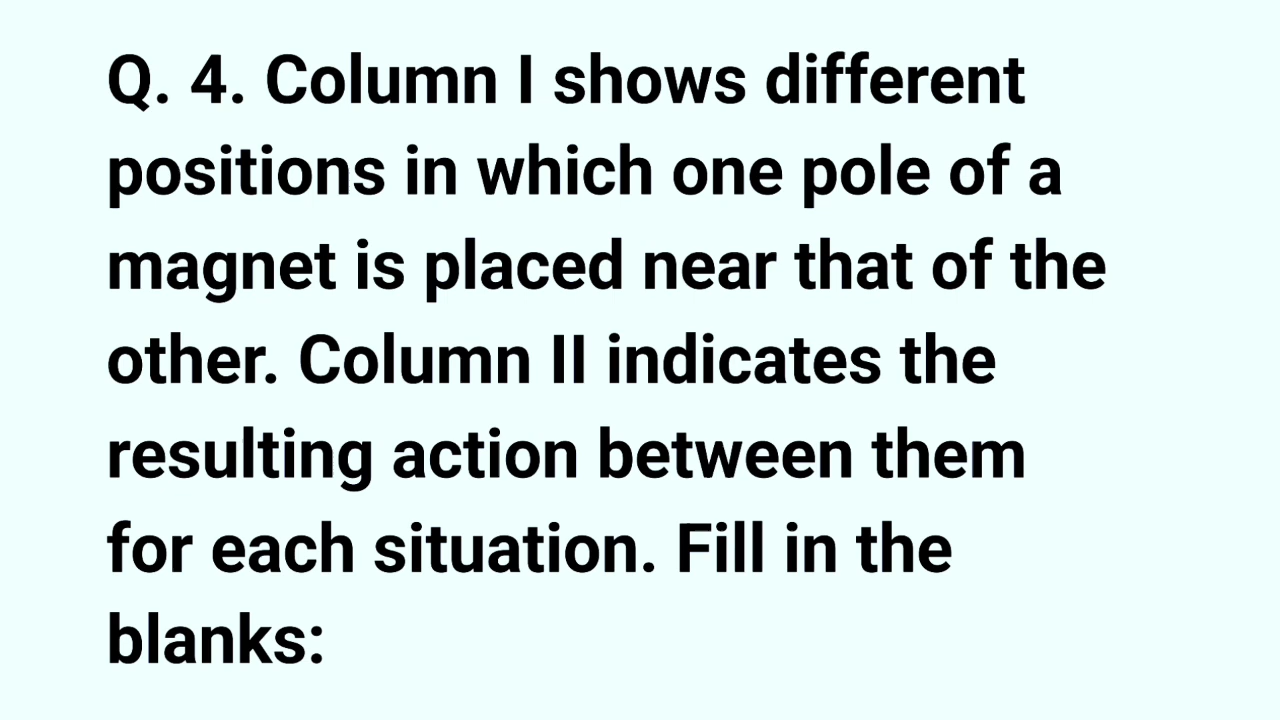 Q. 4. Column I shows different
positions in which one pole of a
magnet is placed near that of the
other. Column II indicates the
resulting action between them
for each situation. Fill in the
blanks: